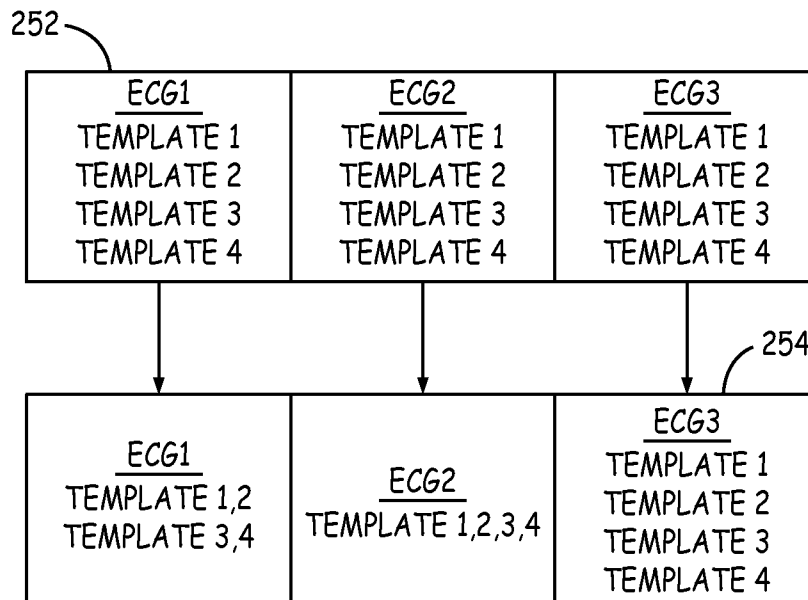 252
ECG1
TEMPLATE 1
TEMPLATE 2
TEMPLATE 3
TEMPLATE 4
ECG2
TEMPLATE 1
TEMPLATE 2
TEMPLATE 3
TEMPLATE 4
ECG3
TEMPLATE 1
TEMPLATE 2
TEMPLATE 3
TEMPLATE 4
254
ECG1
TEMPLATE 1,2
TEMPLATE 3,4
ECG2
TEMPLATE 1,2,3,4
ECG3
TEMPLATE 1
TEMPLATE 2
TEMPLATE 3
TEMPLATE 4